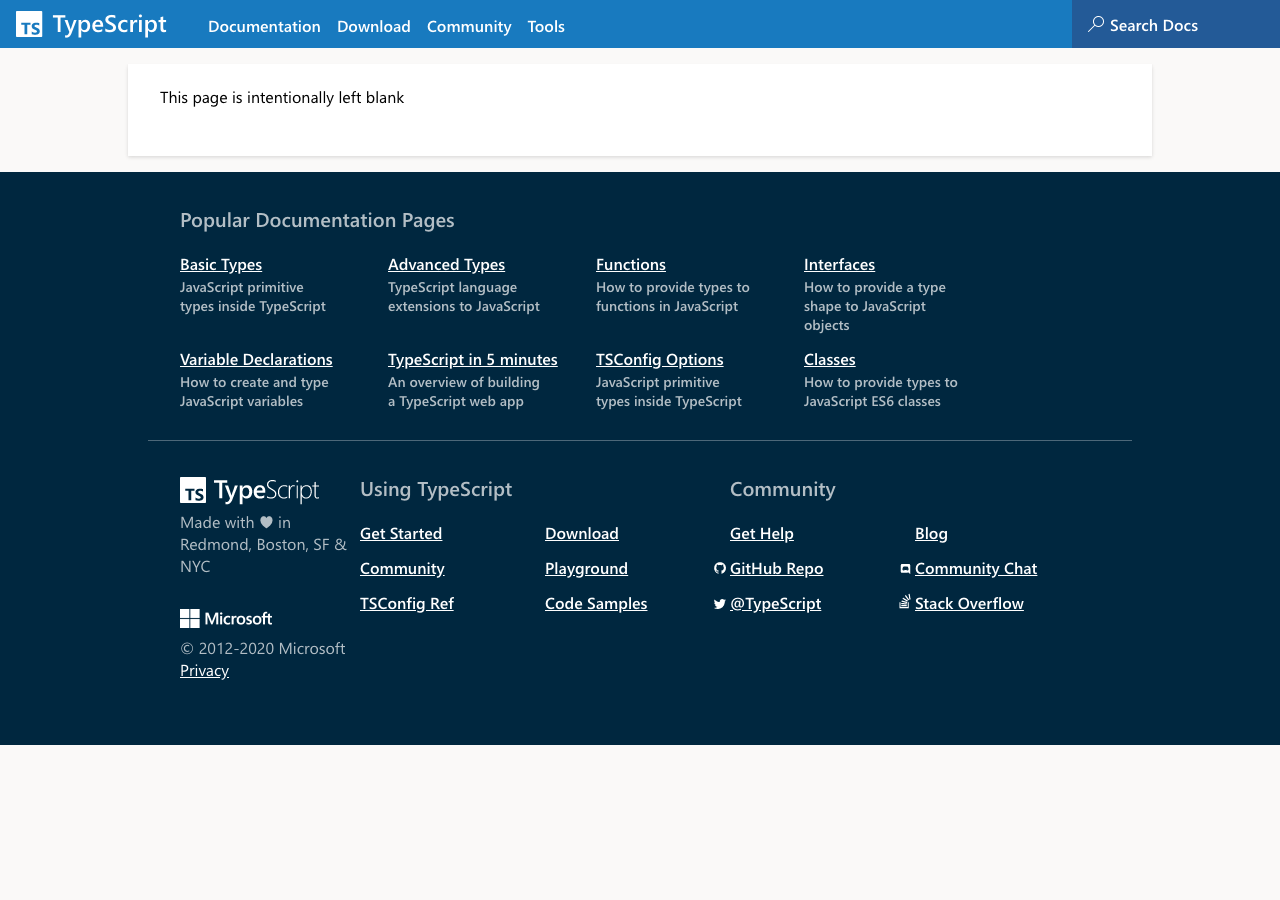 TS TypeScript Documentation Download Community Tools Search Docs
This page is intentionally left blank
Popular Documentation Pages
Basic Types
JavaScript primitive
types inside TypeScript
Advanced Types
TypeScript language
extensions to JavaScript
Functions
How to provide types to
functions in JavaScript
Interfaces
How to provide a type
shape to JavaScript
objects
Variable Declarations
How to create and type
JavaScript variables
TypeScript in 5 minutes
An overview of building
a TypeScript web app
TSConfig Options
JavaScript primitive
types inside TypeScript
Classes
How to provide types to
JavaScript ES6 classes
TS TypeScript
Made with ♥ in
Redmond, Boston, SF &
NYC
Microsoft
© 2012-2020 Microsoft
Privacy
Using TypeScript
Get Started
Download
Community
Playground
TSConfig Ref
Code Samples
Community
Get Help
Blog
GitHub Repo
Community Chat
@TypeScript
Stack Overflow